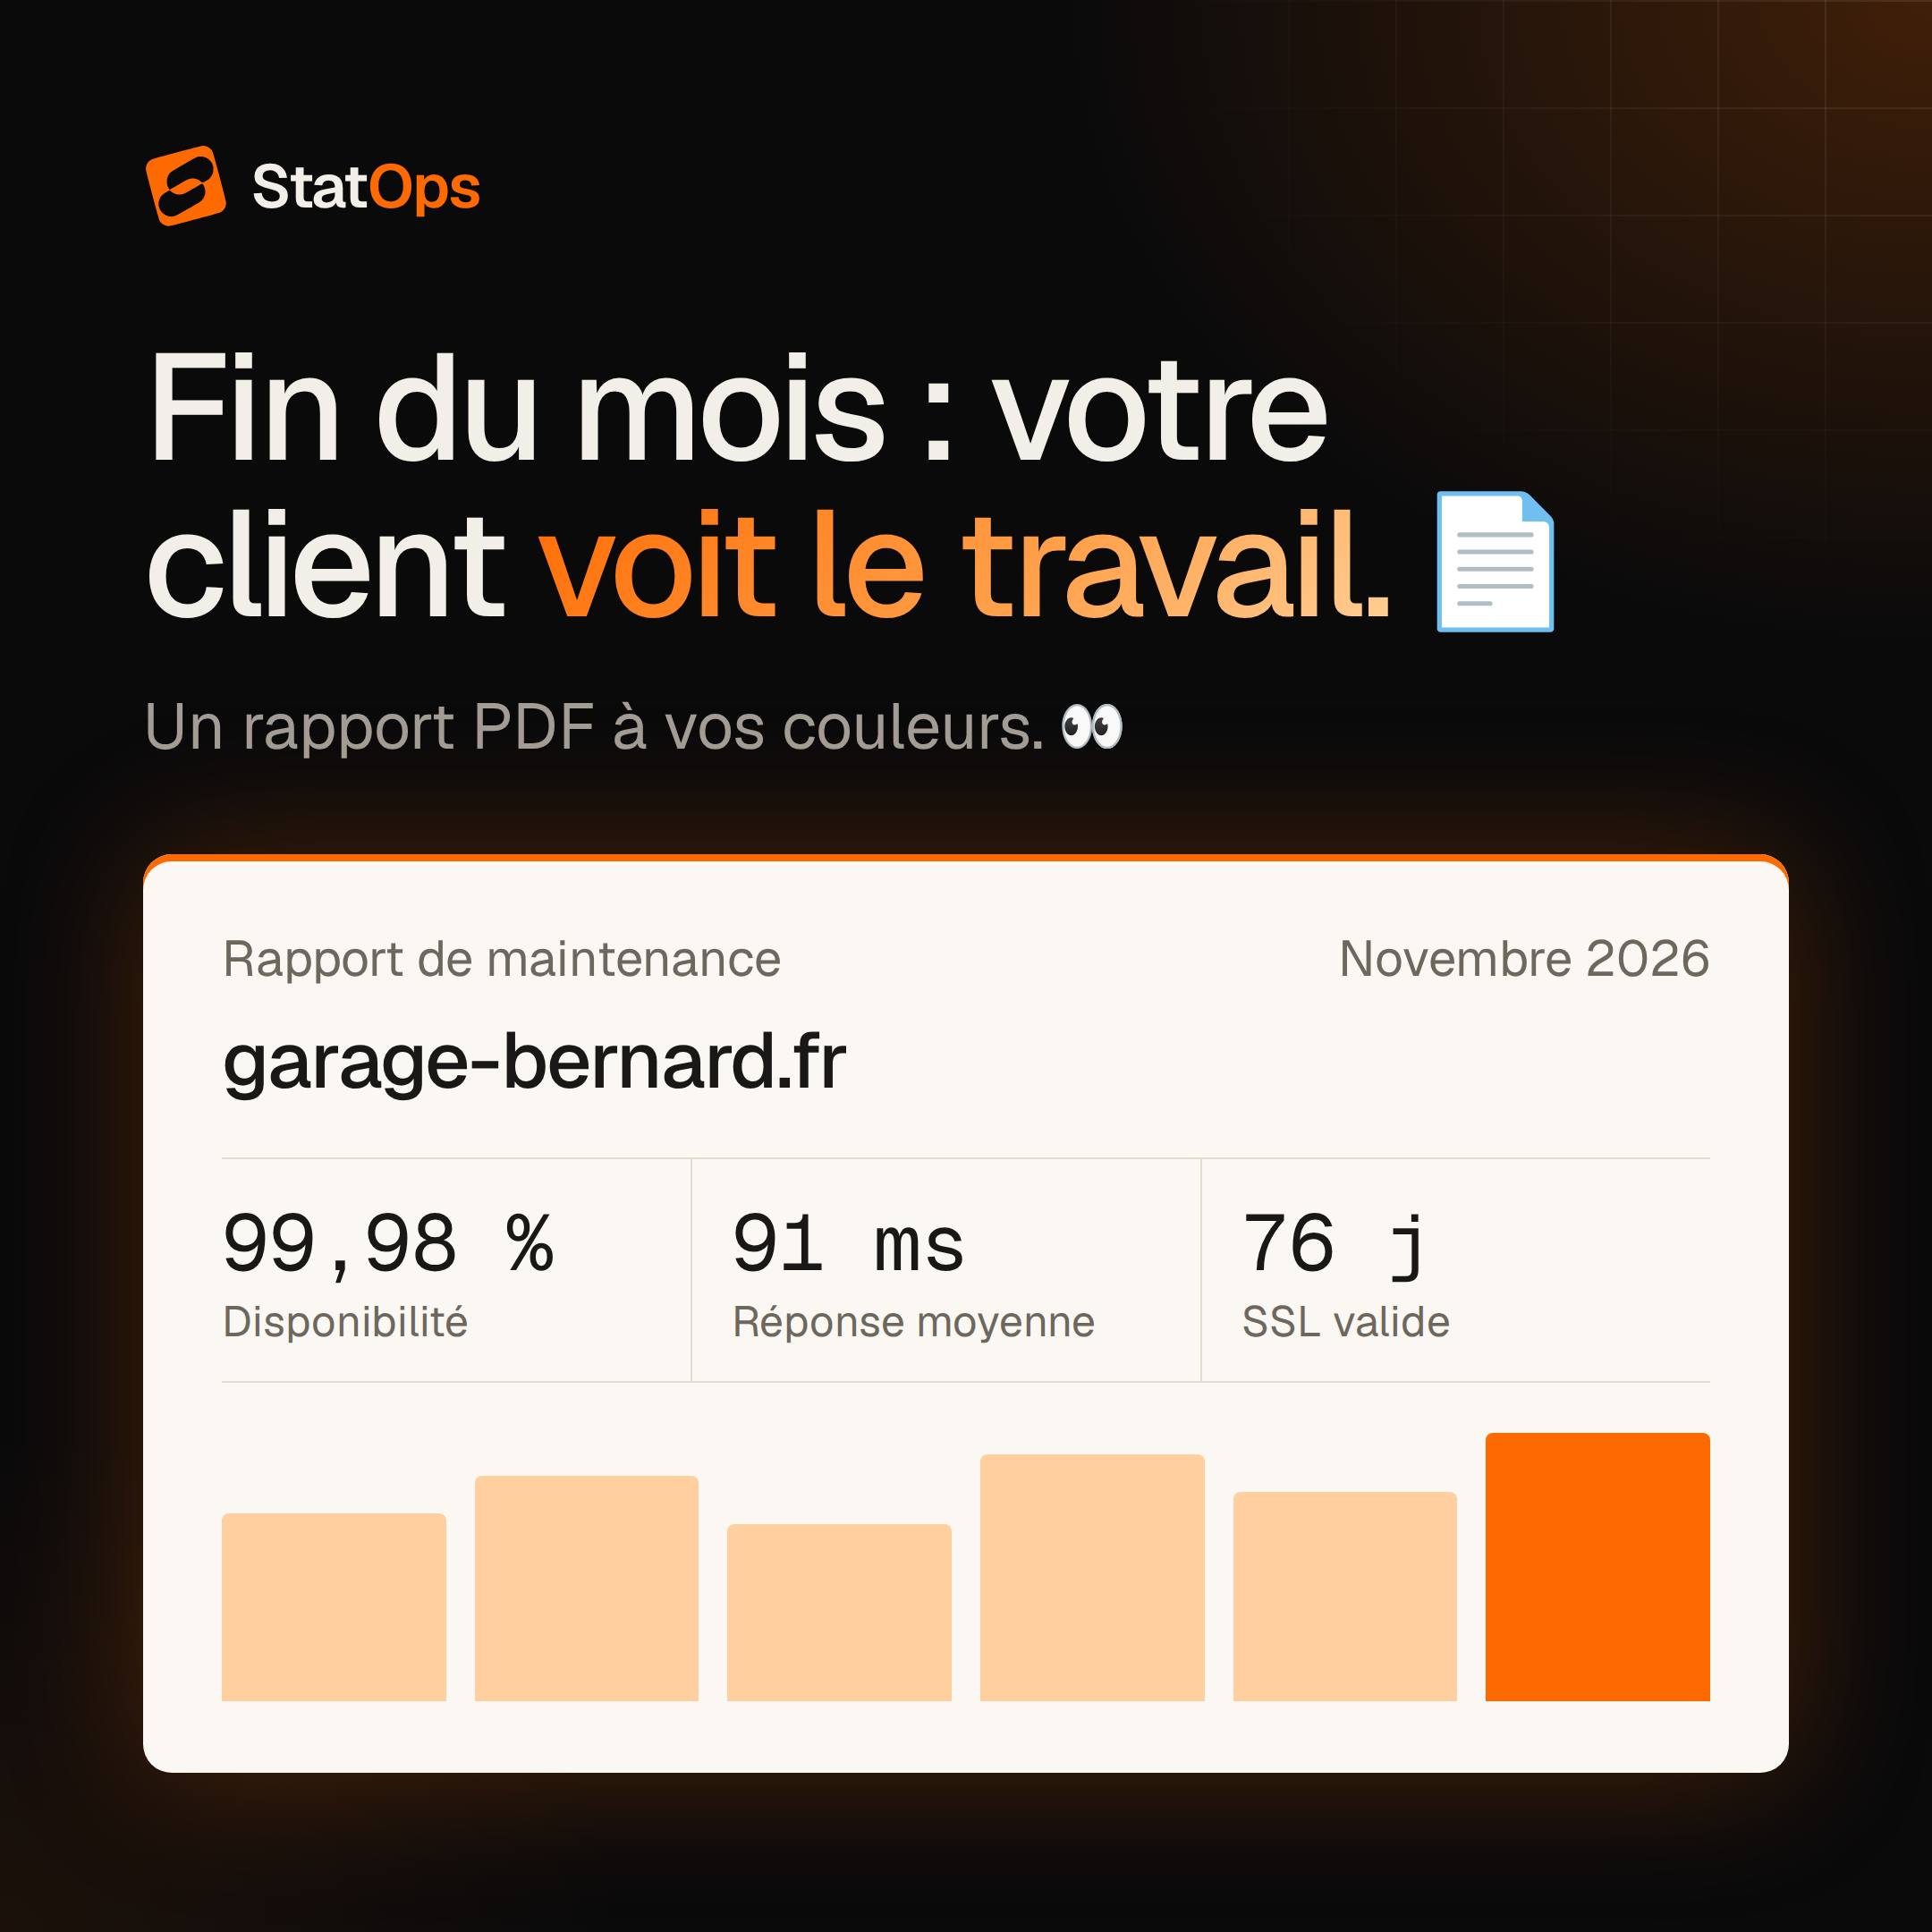 StatOps
Fin du mois : votre
client voit le travail. 📄
Un rapport PDF à vos couleurs. 👀
Rapport de maintenance
Novembre 2026
garage-bernard.fr
99,98 %
91 ms
76 j
Disponibilité
Réponse moyenne
SSL valide